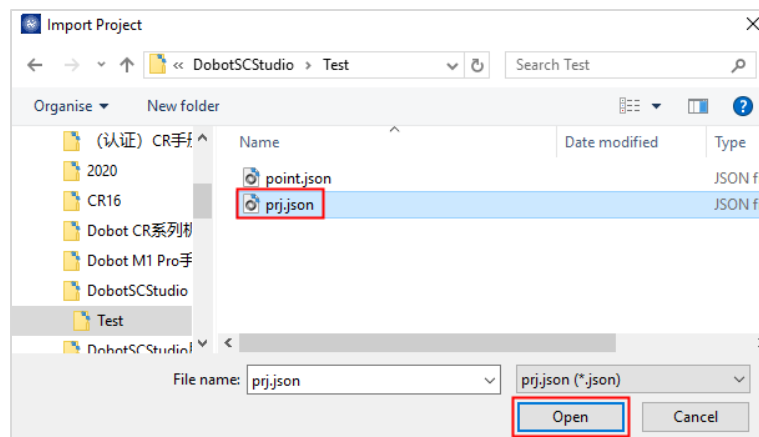 Import Project
« DobotSCStudio › Test
Search Test
Organise
New folder
Name
Date modified
Type
（认证）CR手册
2020
CR16
Dobot CR系列机
Dobot M1 Pro手
DobotSCStudio
Test
DobotSCStudio
point.json
JSON f
prj.json
JSON f
File name:
prj.json
prj.json (*.json)
Open
Cancel